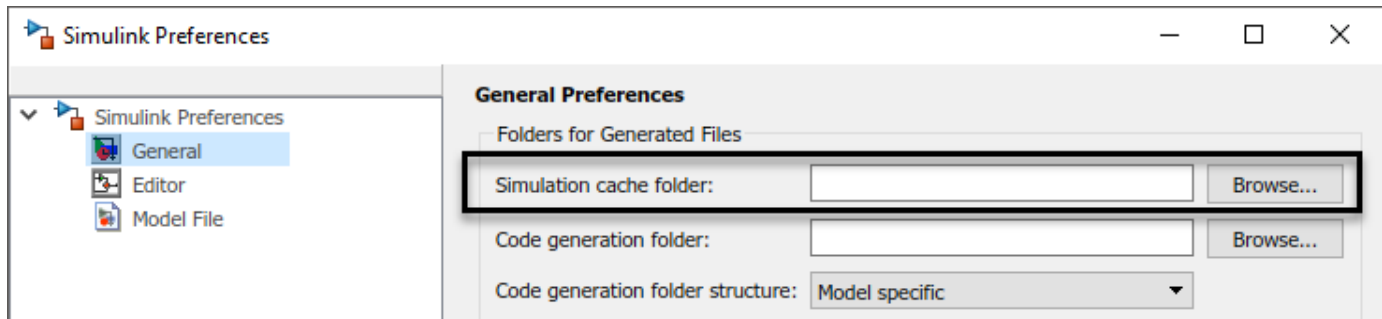 Simulink Preferences
General Preferences
Simulink Preferences
Folders for Generated Files
General
Simulation cache folder: Browse...
Editor
Model File
Code generation folder: Browse...
Code generation folder structure: Model specific